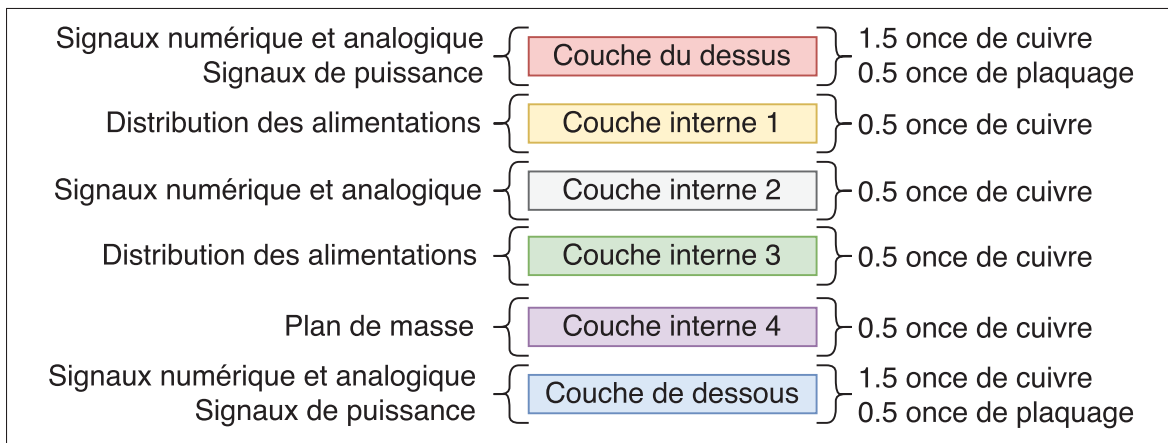 Signaux numérique et analogique
Signaux de puissance
Couche du dessus
1.5 once de cuivre
0.5 once de plaquage
Distribution des alimentations
Couche interne 1
0.5 once de cuivre
Signaux numérique et analogique
Couche interne 2
0.5 once de cuivre
Distribution des alimentations
Couche interne 3
0.5 once de cuivre
Plan de masse
Couche interne 4
0.5 once de cuivre
Signaux numérique et analogique
Signaux de puissance
Couche de dessous
1.5 once de cuivre
0.5 once de plaquage